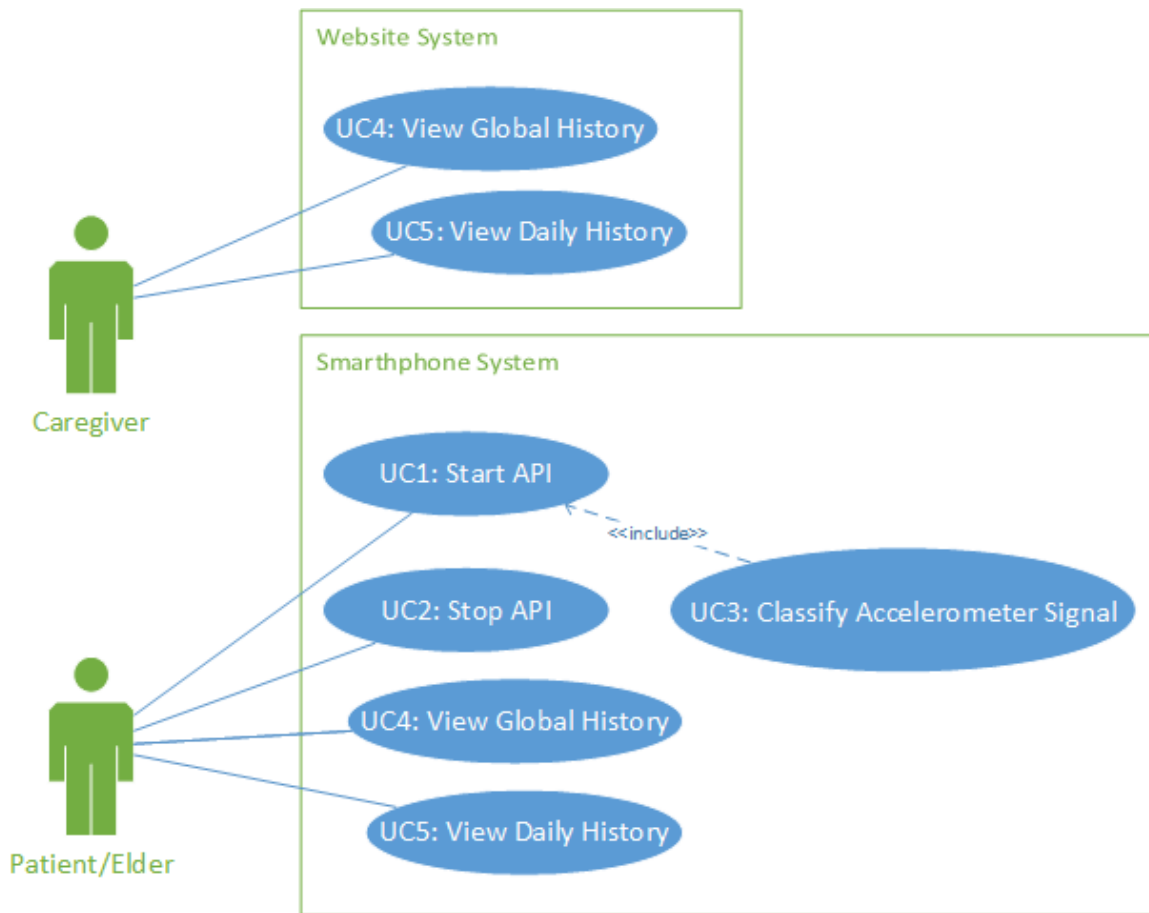 Website System
UC4: View Global History
UC5: View Daily History
Caregiver
Smarthphone System
UC1: Start API
<<include>>
UC2: Stop API
UC3: Classify Accelerometer Signal
UC4: View Global History
UC5: View Daily History
Patient/Elder